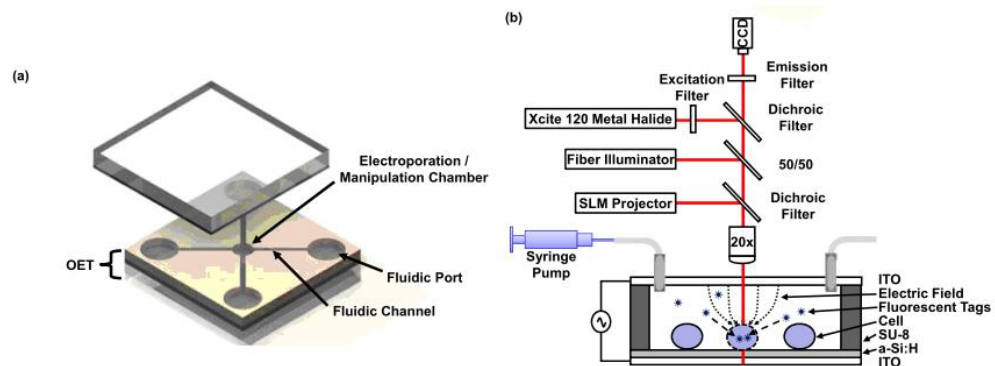 (a)
Electroporation /
Manipulation Chamber
OET
Fluidic Port
Fluidic Channel
(b)
CCD
Emission
Filter
Excitation
Filter
Xcite 120 Metal Halide
Dichroic
Filter
Fiber Illuminator
50/50
SLM Projector
Dichroic
Filter
20x
Syringe
Pump
ITO
Electric Field
Fluorescent Tags
Cell
SU-8
a-Si:H
ITO